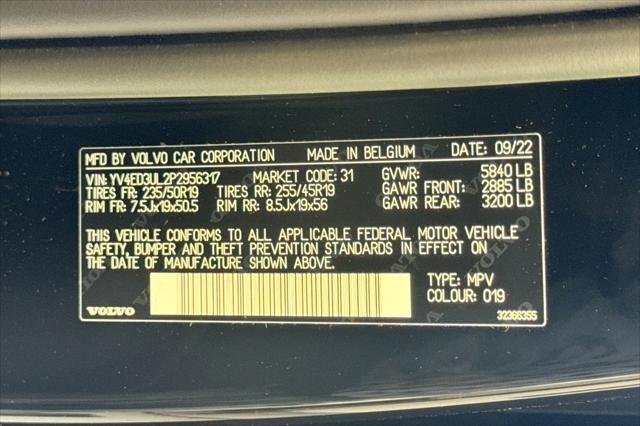 MFD BY VOLVO CAR CORPORATION MADE IN BELGIUM DATE: 09/22
VIN: YV4ED3UL2P2956317 MARKET CODE: 31 GVWR: 5840 LB
TIRES FR: 235/50R19 TIRES RR: 255/45R19 GAWR FRONT: 2885 LB
RIM FR: 7.5Jx19x50.5 RIM RR: 8.5Jx19x56 GAWR REAR: 3200 LB
THIS VEHICLE CONFORMS TO ALL APPLICABLE FEDERAL MOTOR VEHICLE
SAFETY, BUMPER AND THEFT PREVENTION STANDARDS IN EFFECT ON
THE DATE OF MANUFACTURE SHOWN ABOVE.
TYPE: MPV
COLOUR: 019
VOLVO 32366355